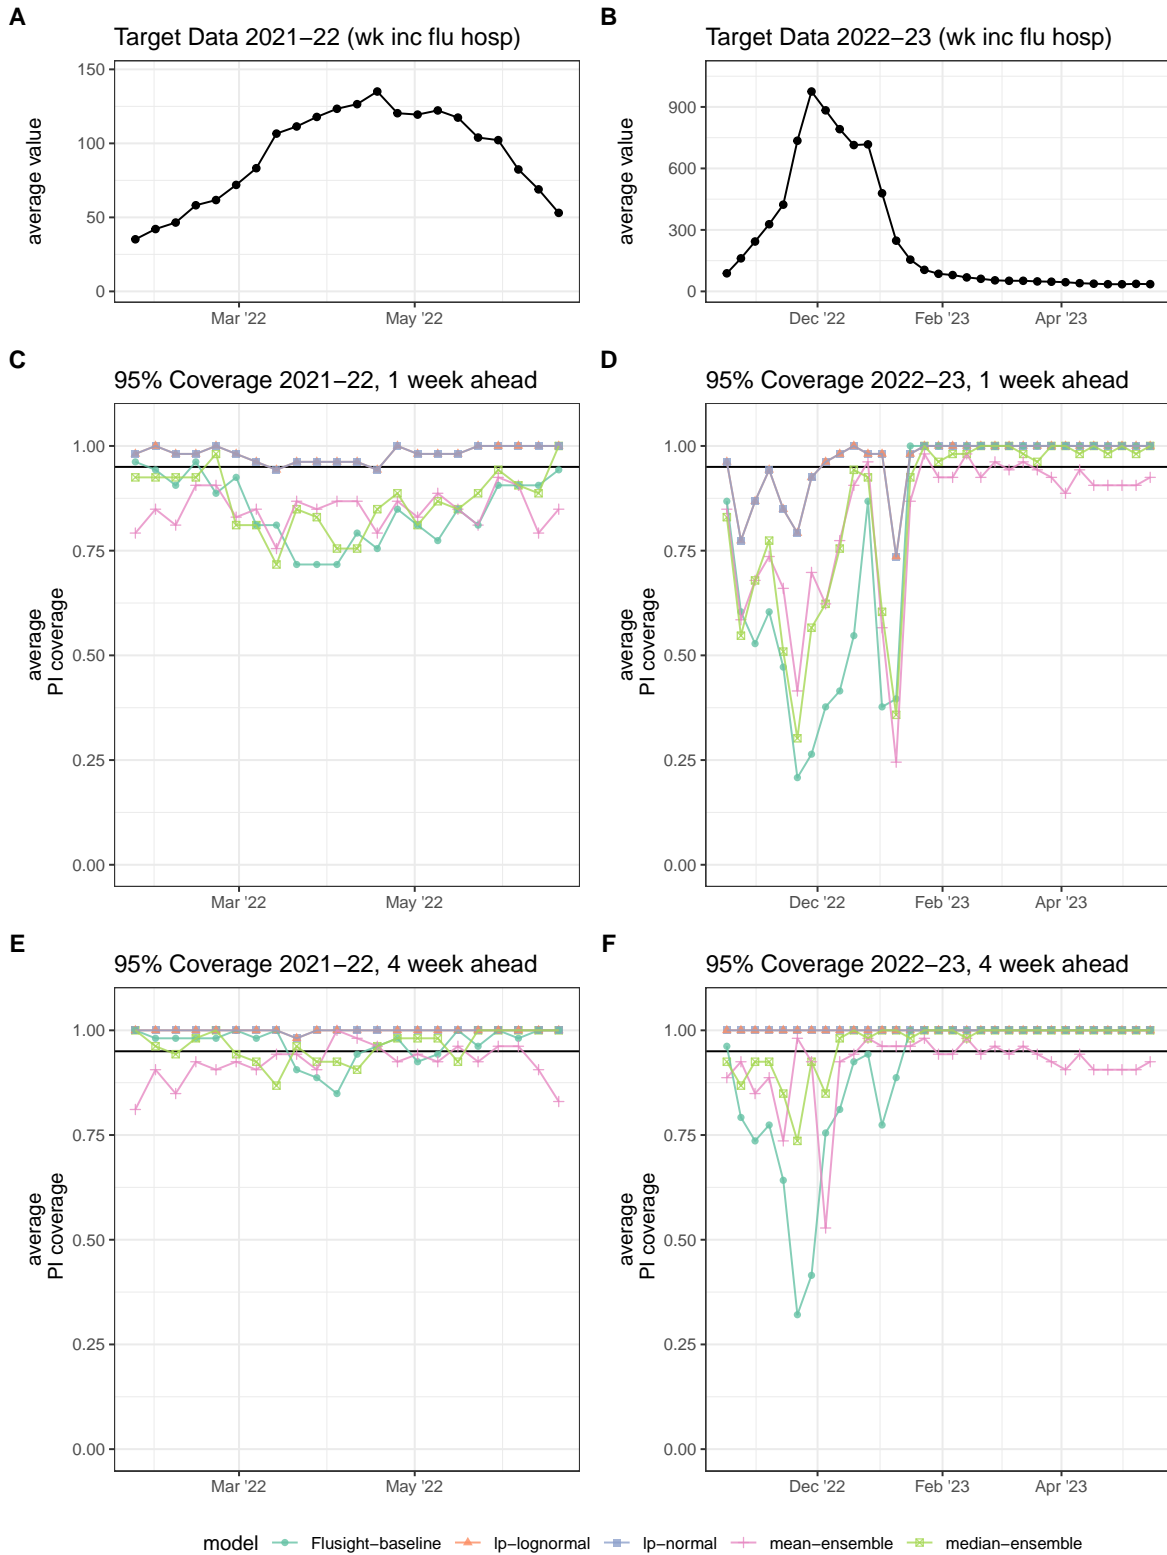 A
Target Data 2021−22 (wk inc flu hosp)
average value
150
100
50
0
Mar '22
May '22
B
Target Data 2022−23 (wk inc flu hosp)
average value
900
600
300
0
Dec '22
Feb '23
Apr '23
C
95% Coverage 2021−22, 1 week ahead
average
PI coverage
1.00
0.75
0.50
0.25
0.00
Mar '22
May '22
D
95% Coverage 2022−23, 1 week ahead
average
PI coverage
1.00
0.75
0.50
0.25
0.00
Dec '22
Feb '23
Apr '23
E
95% Coverage 2021−22, 4 week ahead
average
PI coverage
1.00
0.75
0.50
0.25
0.00
Mar '22
May '22
F
95% Coverage 2022−23, 4 week ahead
average
PI coverage
1.00
0.75
0.50
0.25
0.00
Dec '22
Feb '23
Apr '23
model Flusight−baseline lp−lognormal lp−normal mean−ensemble median−ensemble